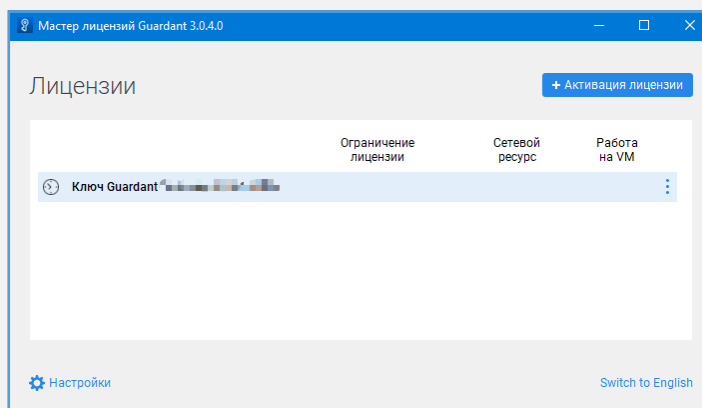 Мастер лицензий Guardant 3.0.4.0
Лицензии
+ Активация лицензии
Ограничение
лицензии
Сетевой
ресурс
Работа
на VM
Ключ Guardant
Настройки
Switch to English